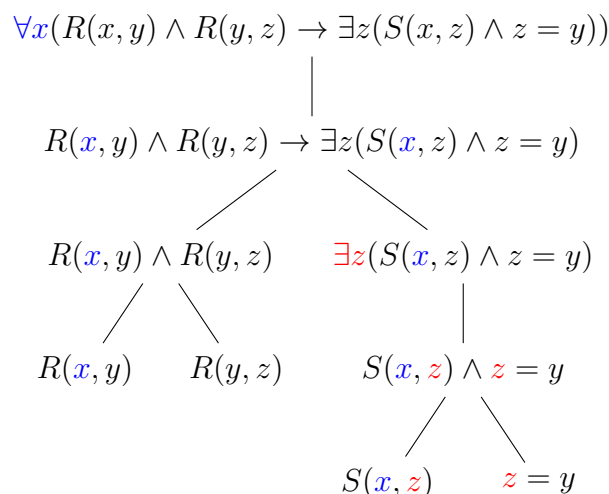 ∀x(R(x, y) ∧ R(y, z) → ∃z(S(x, z) ∧ z = y))
R(x, y) ∧ R(y, z) → ∃z(S(x, z) ∧ z = y)
R(x, y) ∧ R(y, z) ∃z(S(x, z) ∧ z = y)
R(x, y) R(y, z) S(x, z) ∧ z = y
S(x, z) z = y